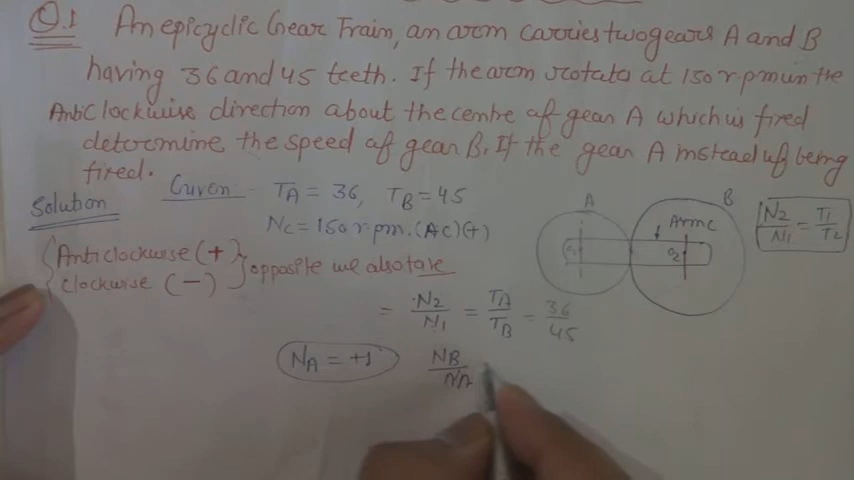 Q.1 An epicyclic Gear Train, an arm carries two gears A and B
having 36 and 45 teeth. If the arm rotates at 150 r.p.m in the
AntiClockwise direction about the centre of gear A which is fixed
determine the speed of gear B. If the gear A instead of being
fired.
Solution Given - TA = 36, TB = 45
NC = 150 r.pm. (AC)(+)
{Anticlockwise (+)
Clockwise (-)} opposite we also take
A B
Arm C
N2/N1 = T1/T2
= N2/N1 = TA/TB = 36/45
NA = +1 NB/NA